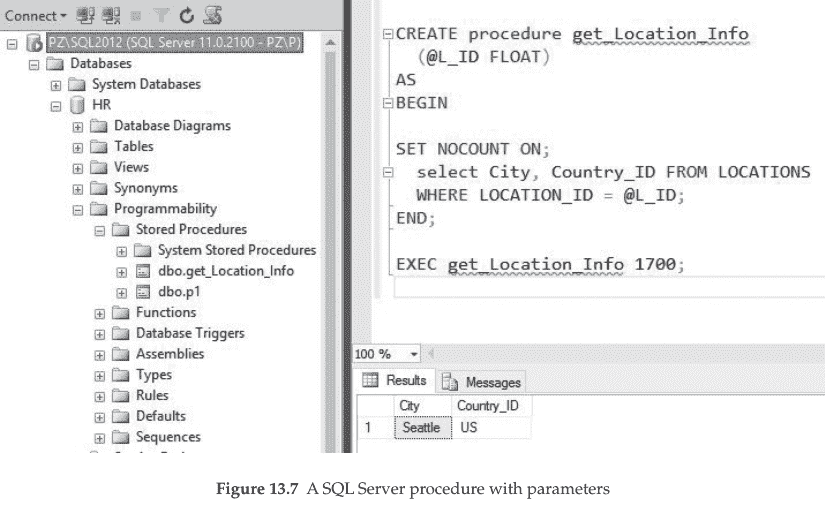 Connect
PZ\SQL2012 (SQL Server 11.0.2100 - PZ\P)
Databases
System Databases
HR
Database Diagrams
Tables
Views
Synonyms
Programmability
Stored Procedures
System Stored Procedures
dbo.get_Location_Info
dbo.p1
Functions
Database Triggers
Assemblies
Types
Rules
Defaults
Sequences
CREATE procedure get_Location_Info
(@L_ID FLOAT)
AS
BEGIN
SET NOCOUNT ON;
select City, Country_ID FROM LOCATIONS
WHERE LOCATION_ID = @L_ID;
END;
EXEC get_Location_Info 1700;
100 %
Results Messages
City Country_ID
1 Seattle US
Figure 13.7 A SQL Server procedure with parameters